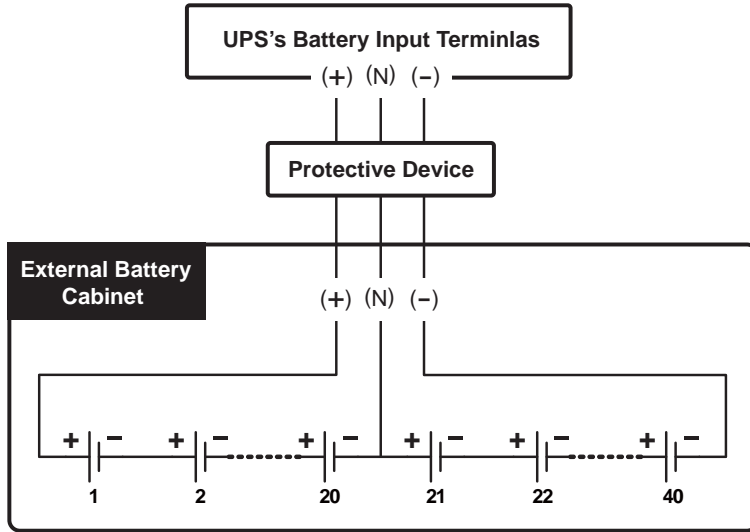 UPS's Battery Input Terminlas
(+) (N) (-)
Protective Device
External Battery
Cabinet
(+) (N) (-)
+ - + - + - + - + - + -
1 2 20 21 22 40